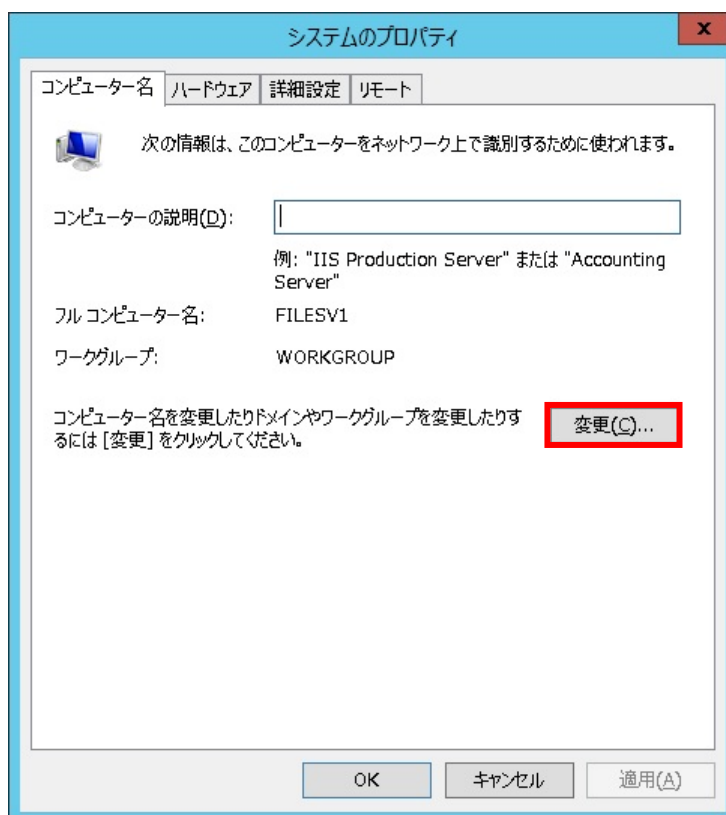 システムのプロパティ
x
コンピューター名 ハードウェア 詳細設定 リモート
次の情報は、このコンピューターをネットワーク上で識別するために使われます。
コンピューターの説明(D):
例: "IIS Production Server" または "Accounting
Server"
フル コンピューター名: FILESV1
ワークグループ: WORKGROUP
コンピューター名を変更したりドメインやワークグループを変更したりす
るには [変更] をクリックしてください。
変更(C)...
OK キャンセル 適用(A)